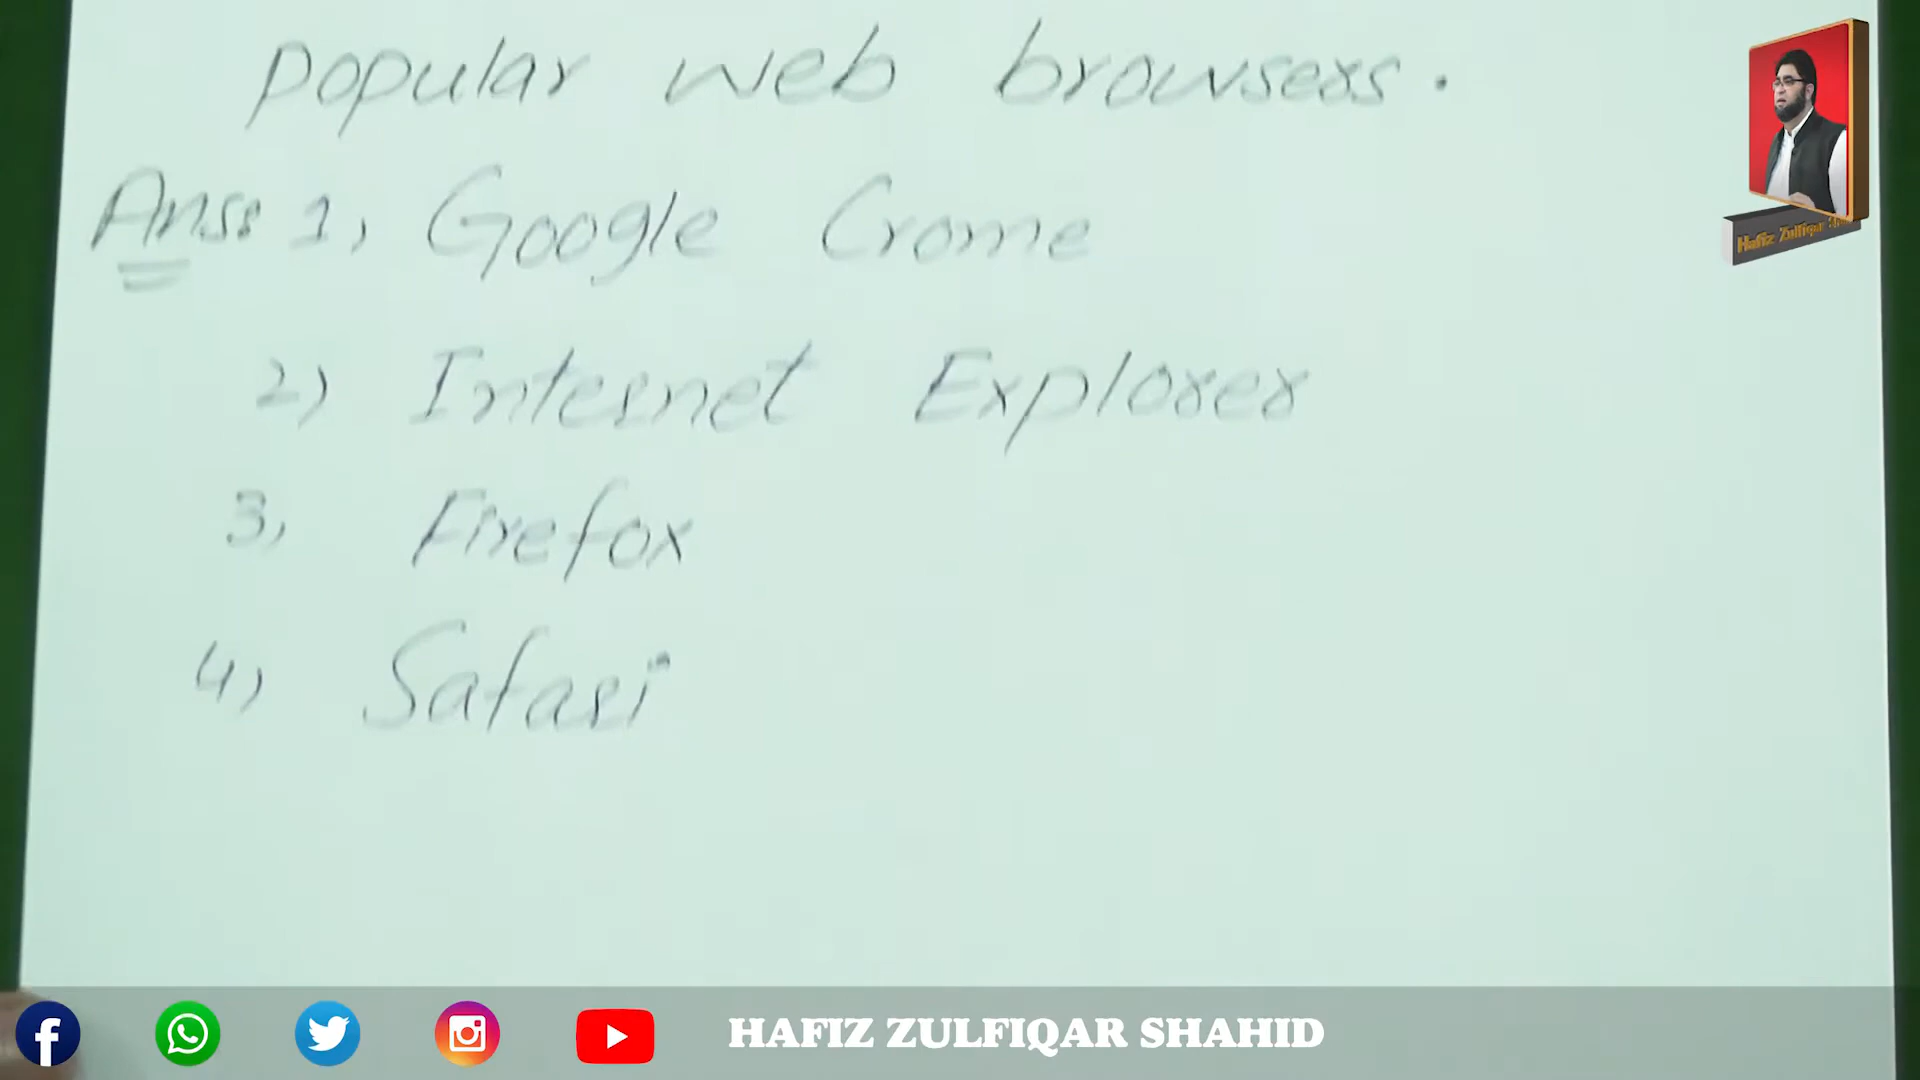 popular web browsers.
Ans: 1) Google Crome
2) Internet Explorer
3) Firefox
4) Safari
Hafiz Zulfiqar
HAFIZ ZULFIQAR SHAHID